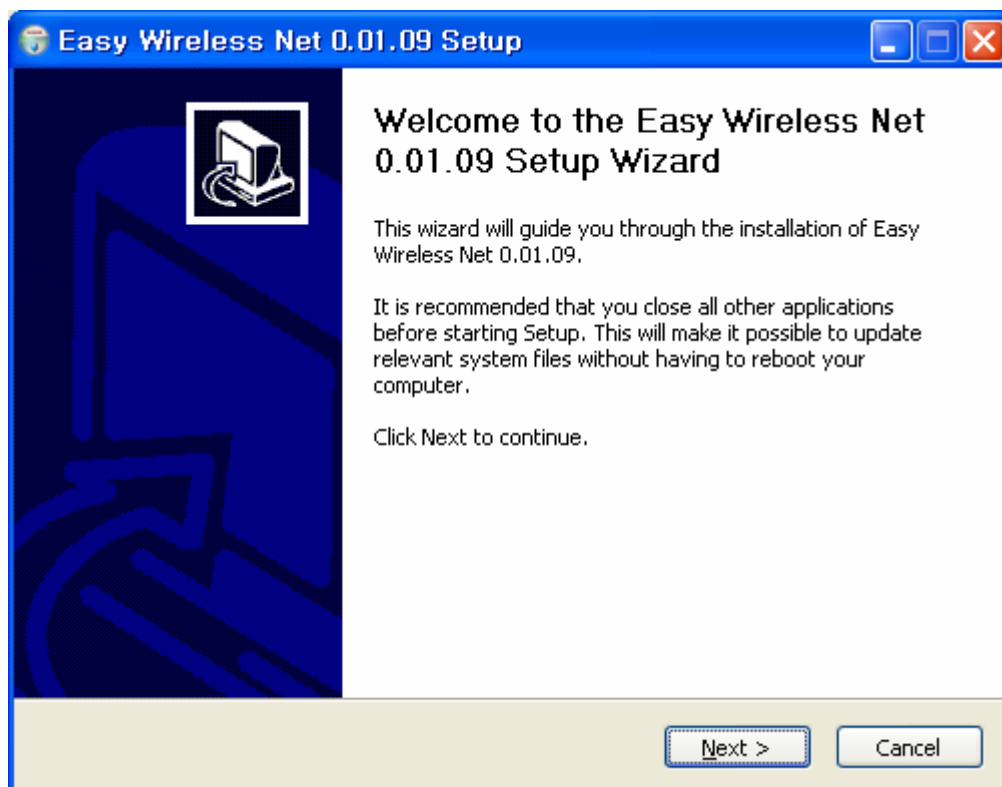 Easy Wireless Net 0.01.09 Setup
Welcome to the Easy Wireless Net
0.01.09 Setup Wizard
This wizard will guide you through the installation of Easy
Wireless Net 0.01.09.
It is recommended that you close all other applications
before starting Setup. This will make it possible to update
relevant system files without having to reboot your
computer.
Click Next to continue.
Next >
Cancel